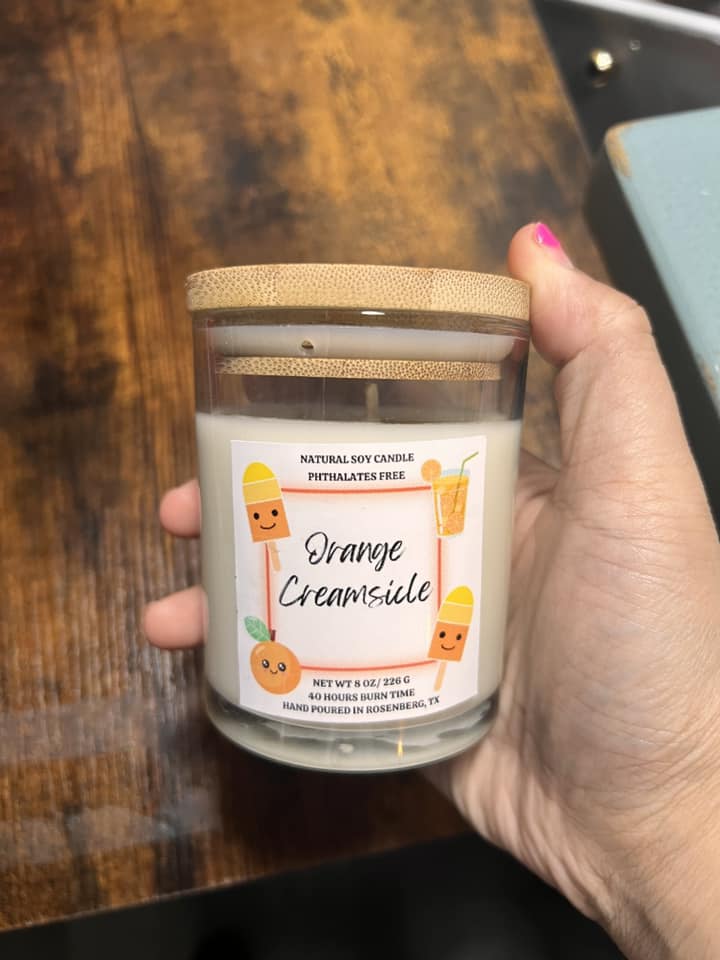 NATURAL SOY CANDLE
PHTHALATES FREE
Orange
Creamsicle
NET WT 8 OZ/ 226 G
40 HOURS BURN TIME
HAND POURED IN ROSENBERG, TX